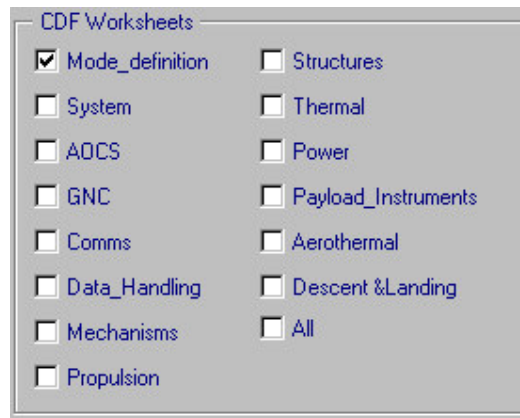 CDF Worksheets
Mode_definition
System
AOCS
GNC
Comms
Data_Handling
Mechanisms
Propulsion
Structures
Thermal
Power
Payload_Instruments
Aerothermal
Descent &Landing
All